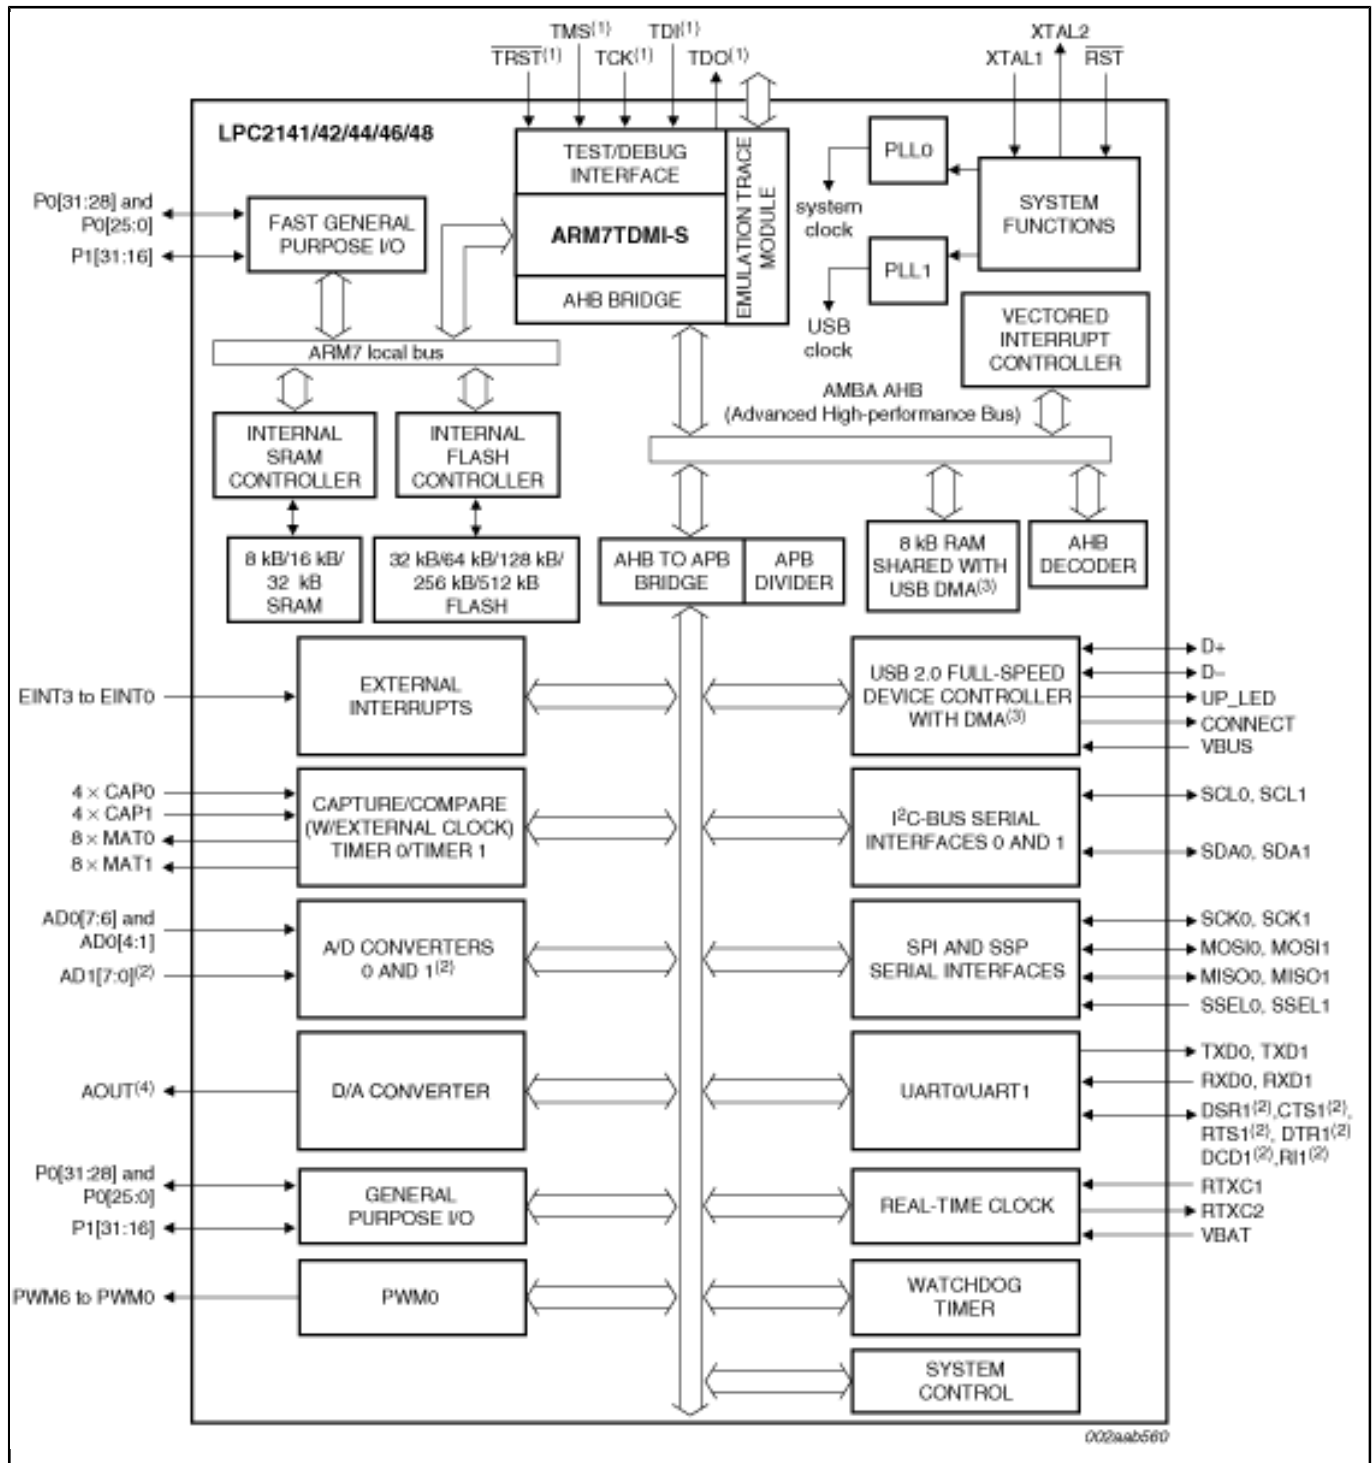 TMS(1)
TDI(1)
XTAL2
TRST(1)
TCK(1)
TDO(1)
XTAL1
RST
LPC2141/42/44/46/48
TEST/DEBUG
INTERFACE
ARM7TDMI-S
AHB BRIDGE
EMULATION TRACE
MODULE
PLL0
system
clock
PLL1
USB
clock
SYSTEM
FUNCTIONS
P0[31:28] and
P0[25:0]
P1[31:16]
FAST GENERAL
PURPOSE I/O
VECTORED
INTERRUPT
CONTROLLER
ARM7 local bus
AMBA AHB
(Advanced High-performance Bus)
INTERNAL
SRAM
CONTROLLER
INTERNAL
FLASH
CONTROLLER
8 kB/16 kB/
32 kB
SRAM
32 kB/64 kB/128 kB/
256 kB/512 kB
FLASH
AHB TO APB
BRIDGE
APB
DIVIDER
8 kB RAM
SHARED WITH
USB DMA(3)
AHB
DECODER
EINT3 to EINT0
EXTERNAL
INTERRUPTS
USB 2.0 FULL-SPEED
DEVICE CONTROLLER
WITH DMA(3)
D+
D−
UP_LED
CONNECT
VBUS
4 × CAP0
4 × CAP1
8 × MAT0
8 × MAT1
CAPTURE/COMPARE
(W/EXTERNAL CLOCK)
TIMER 0/TIMER 1
I2C-BUS SERIAL
INTERFACES 0 AND 1
SCL0, SCL1
SDA0, SDA1
AD0[7:6] and
AD0[4:1]
AD1[7:0](2)
A/D CONVERTERS
0 AND 1(2)
SPI AND SSP
SERIAL INTERFACES
SCK0, SCK1
MOSI0, MOSI1
MISO0, MISO1
SSEL0, SSEL1
AOUT(4)
D/A CONVERTER
UART0/UART1
TXD0, TXD1
RXD0, RXD1
DSR1(2),CTS1(2),
RTS1(2), DTR1(2)
DCD1(2),RI1(2)
P0[31:28] and
P0[25:0]
P1[31:16]
GENERAL
PURPOSE I/O
REAL-TIME CLOCK
RTXC1
RTXC2
VBAT
PWM6 to PWM0
PWM0
WATCHDOG
TIMER
SYSTEM
CONTROL
002aab560